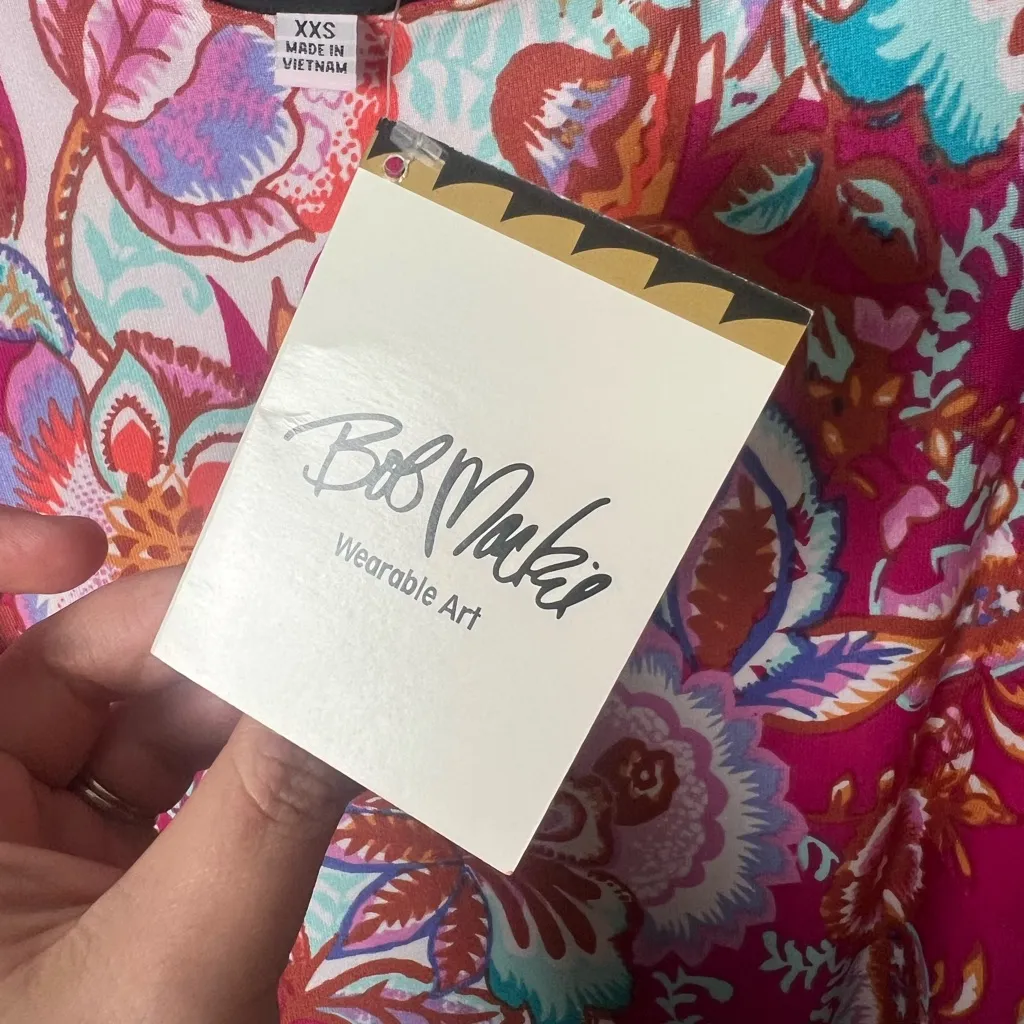 XXS
MADE IN
VIETNAM
Bob Mackie
Wearable Art